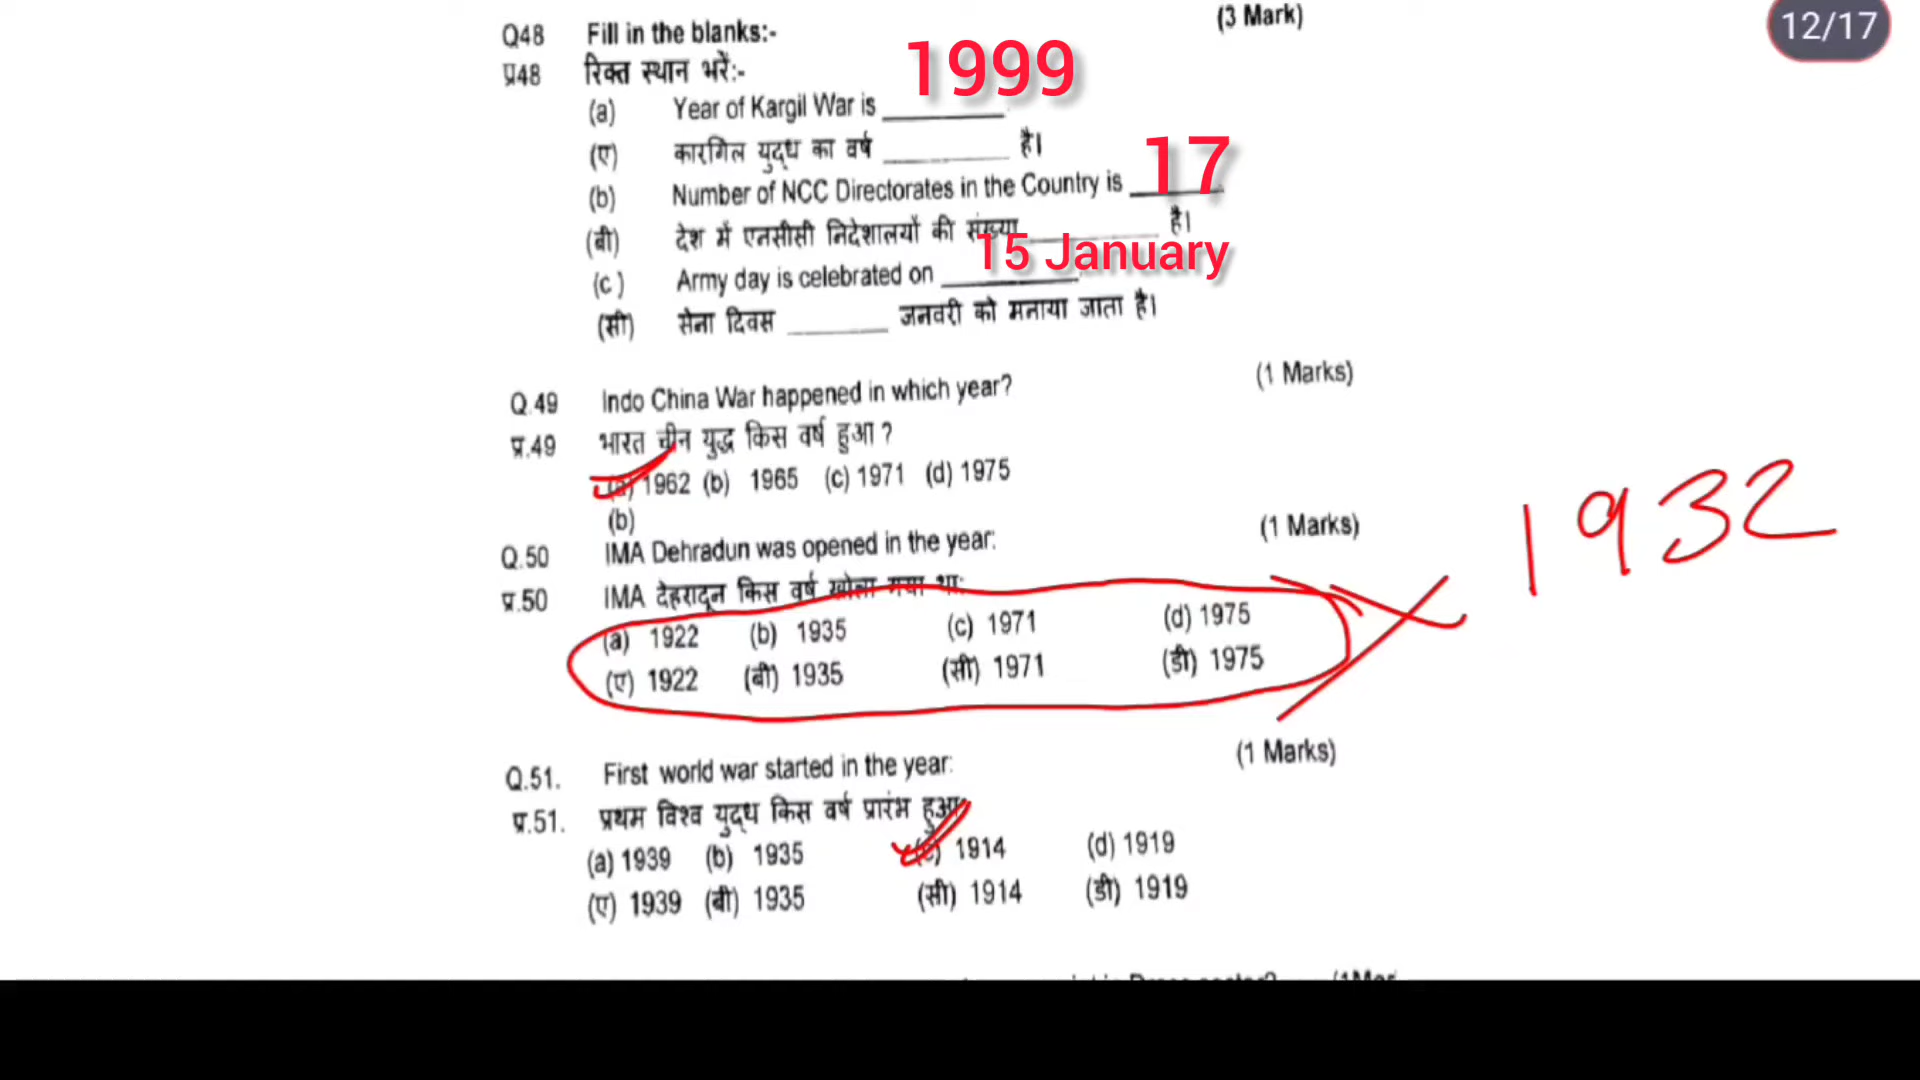 12/17
Q48 Fill in the blanks:- (3 Mark)
प्र48 रिक्त स्थान भरें:-
(a) Year of Kargil War is ________ 1999
(ए) कारगिल युद्ध का वर्ष ________ है।
(b) Number of NCC Directorates in the Country is ________ 17
(बी) देश में एनसीसी निदेशालयों की संख्या ________ है।
(c) Army day is celebrated on ________ 15 January
(सी) सेना दिवस ________ जनवरी को मनाया जाता है।
Q.49 Indo China War happened in which year? (1 Marks)
प्र.49 भारत चीन युद्ध किस वर्ष हुआ?
(a) 1962 (b) 1965 (c) 1971 (d) 1975
(b)
Q.50 IMA Dehradun was opened in the year: (1 Marks)
1932
प्र.50 IMA देहरादून किस वर्ष खोला गया था:
(a) 1922 (b) 1935 (c) 1971 (d) 1975
(ए) 1922 (बी) 1935 (सी) 1971 (डी) 1975
Q.51. First world war started in the year: (1 Marks)
प्र.51. प्रथम विश्व युद्ध किस वर्ष प्रारंभ हुआ:
(a) 1939 (b) 1935 (c) 1914 (d) 1919
(ए) 1939 (बी) 1935 (सी) 1914 (डी) 1919